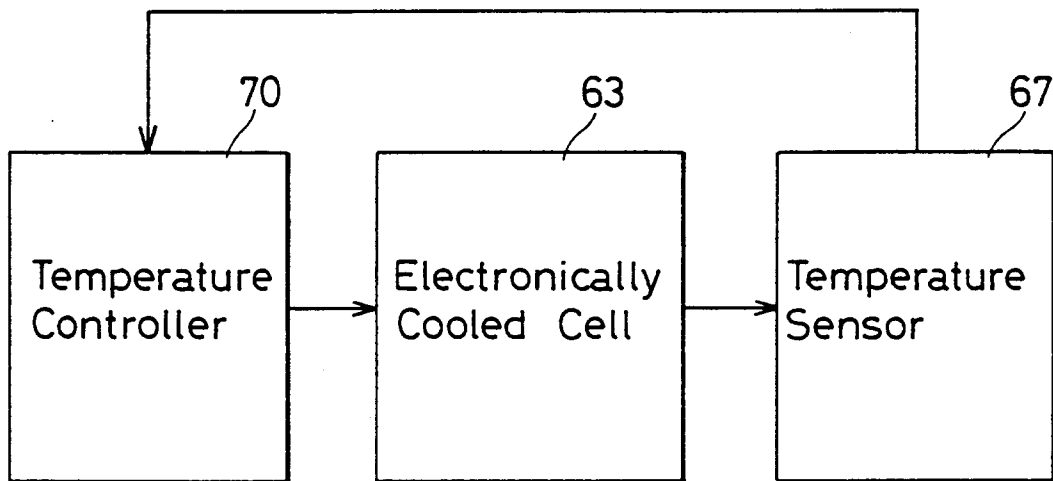 70
63
67
Temperature
Controller
Electronically
Cooled Cell
Temperature
Sensor